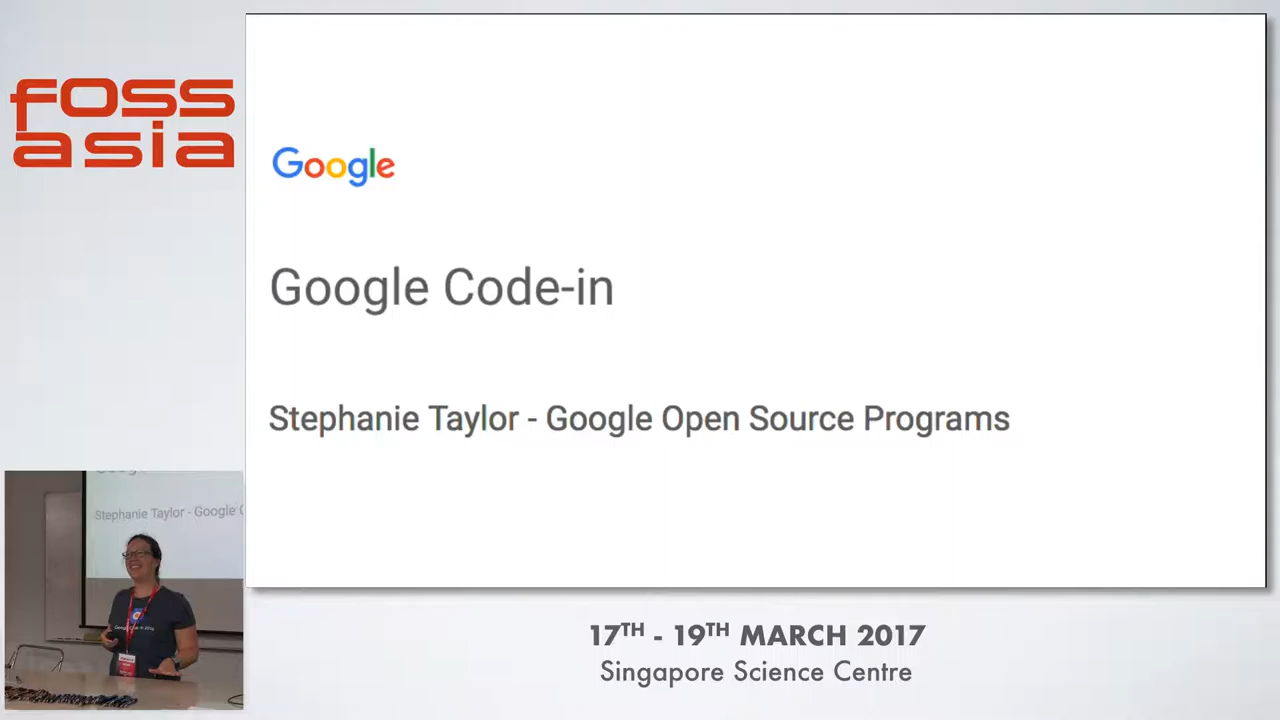 foss
asia
Google
Google Code-in
Stephanie Taylor - Google Open Source Programs
Stephanie Taylor - Google
17TH - 19TH MARCH 2017
Singapore Science Centre